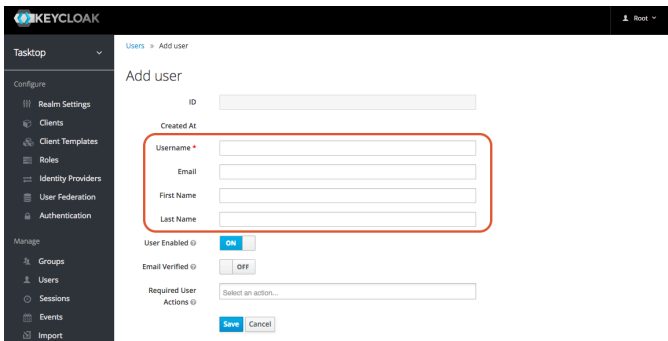 KEYCLOAK
Root
Tasktop
Users » Add user
Add user
Configure
Realm Settings
Clients
Client Templates
Roles
Identity Providers
User Federation
Authentication
Manage
Groups
Users
Sessions
Events
Import
ID
Created At
Username *
Email
First Name
Last Name
User Enabled
ON
Email Verified
OFF
Required User
Actions
Select an action...
Save Cancel